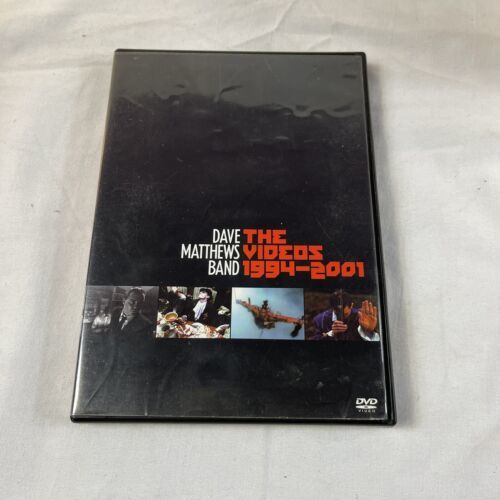 DAVE
MATTHEWS
BAND
THE
VIDEOS
1994-2001
DVD
VIDEO